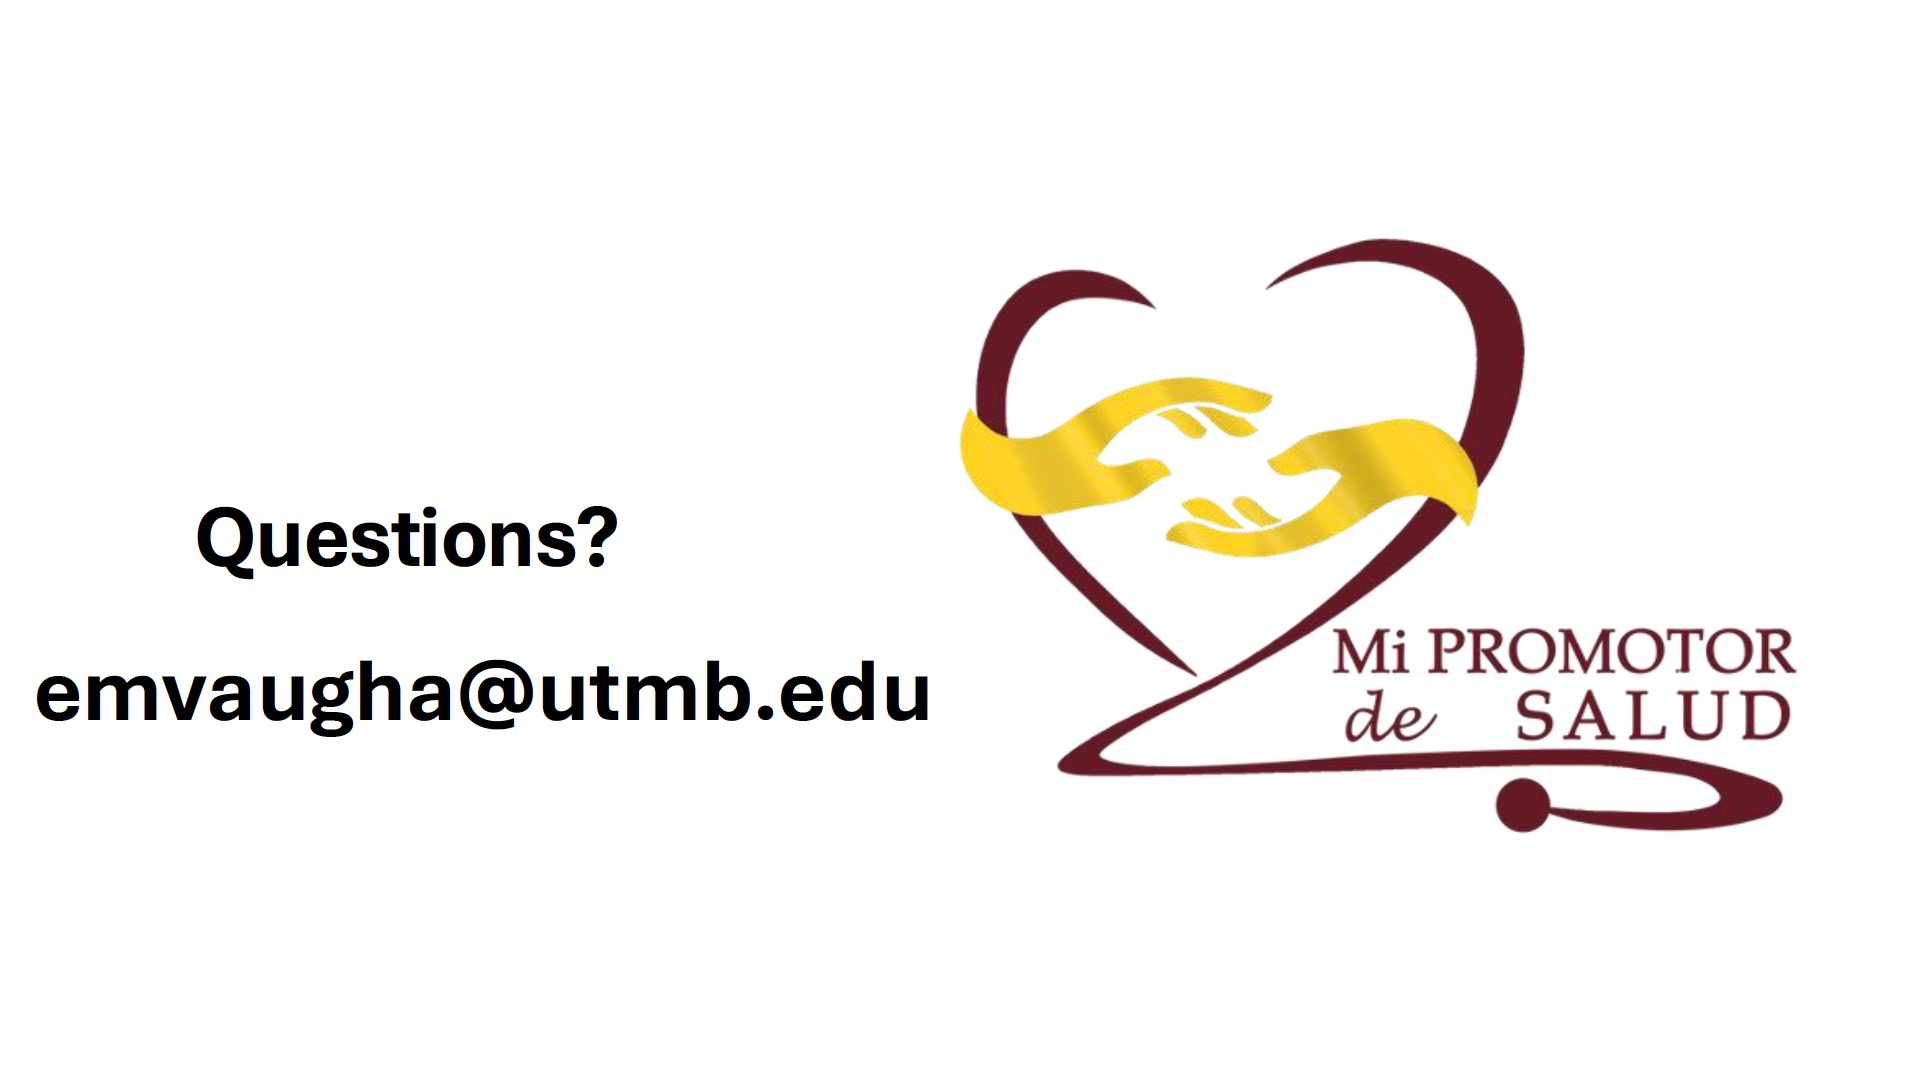 Questions?
emvaugha@utmb.edu
Mi PROMOTOR
de SALUD